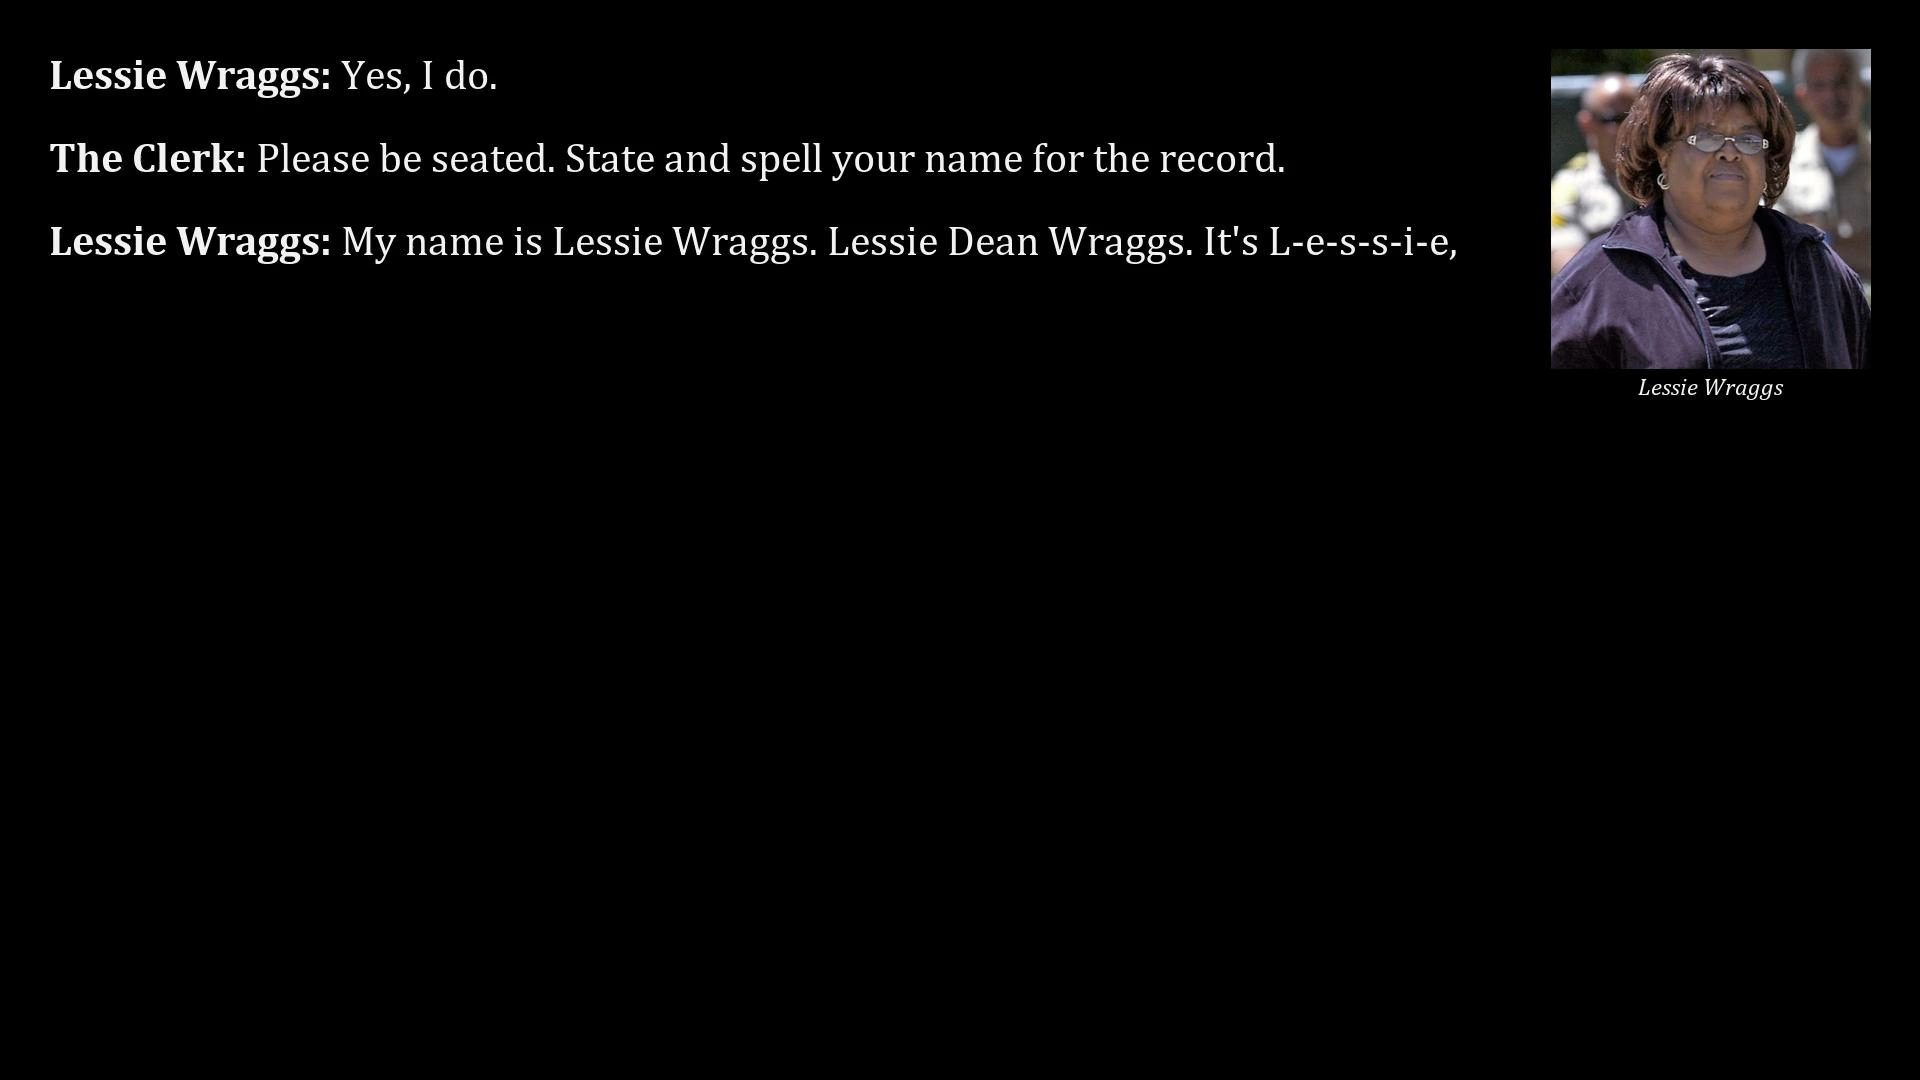 Lessie Wraggs: Yes, I do.
The Clerk: Please be seated. State and spell your name for the record.
Lessie Wraggs: My name is Lessie Wraggs. Lessie Dean Wraggs. It's L-e-s-s-i-e,
Lessie Wraggs